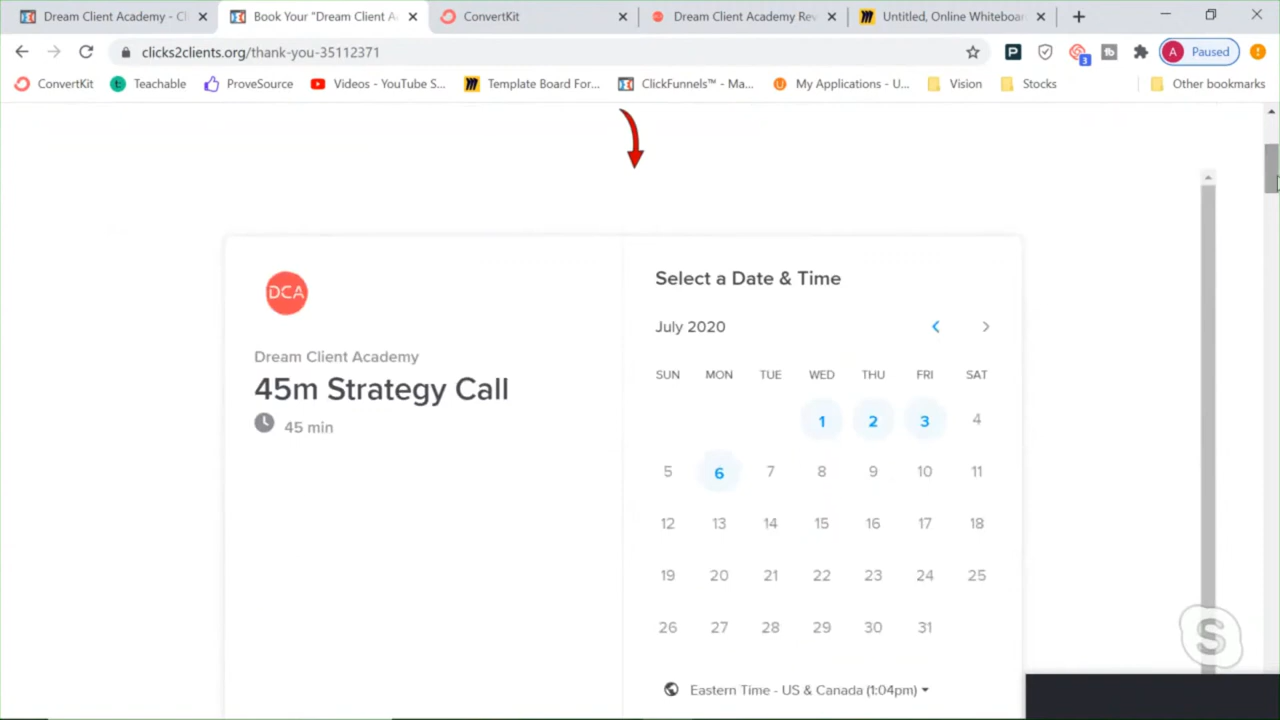 Dream Client Academy - Cl
Book Your "Dream Client A
ConvertKit
Dream Client Academy Rev
Untitled, Online Whiteboar
clicks2clients.org/thank-you-35112371
P
3
tb
A
Paused
ConvertKit
t
Teachable
ProveSource
Videos - YouTube S...
Template Board For...
ClickFunnels™ - Ma...
My Applications - U...
Vision
Stocks
Other bookmarks
DCA
Dream Client Academy
45m Strategy Call
45 min
Select a Date & Time
July 2020
SUN MON TUE WED THU FRI SAT
1 2 3 4
5 6 7 8 9 10 11
12 13 14 15 16 17 18
19 20 21 22 23 24 25
26 27 28 29 30 31
Eastern Time - US & Canada (1:04pm)
S